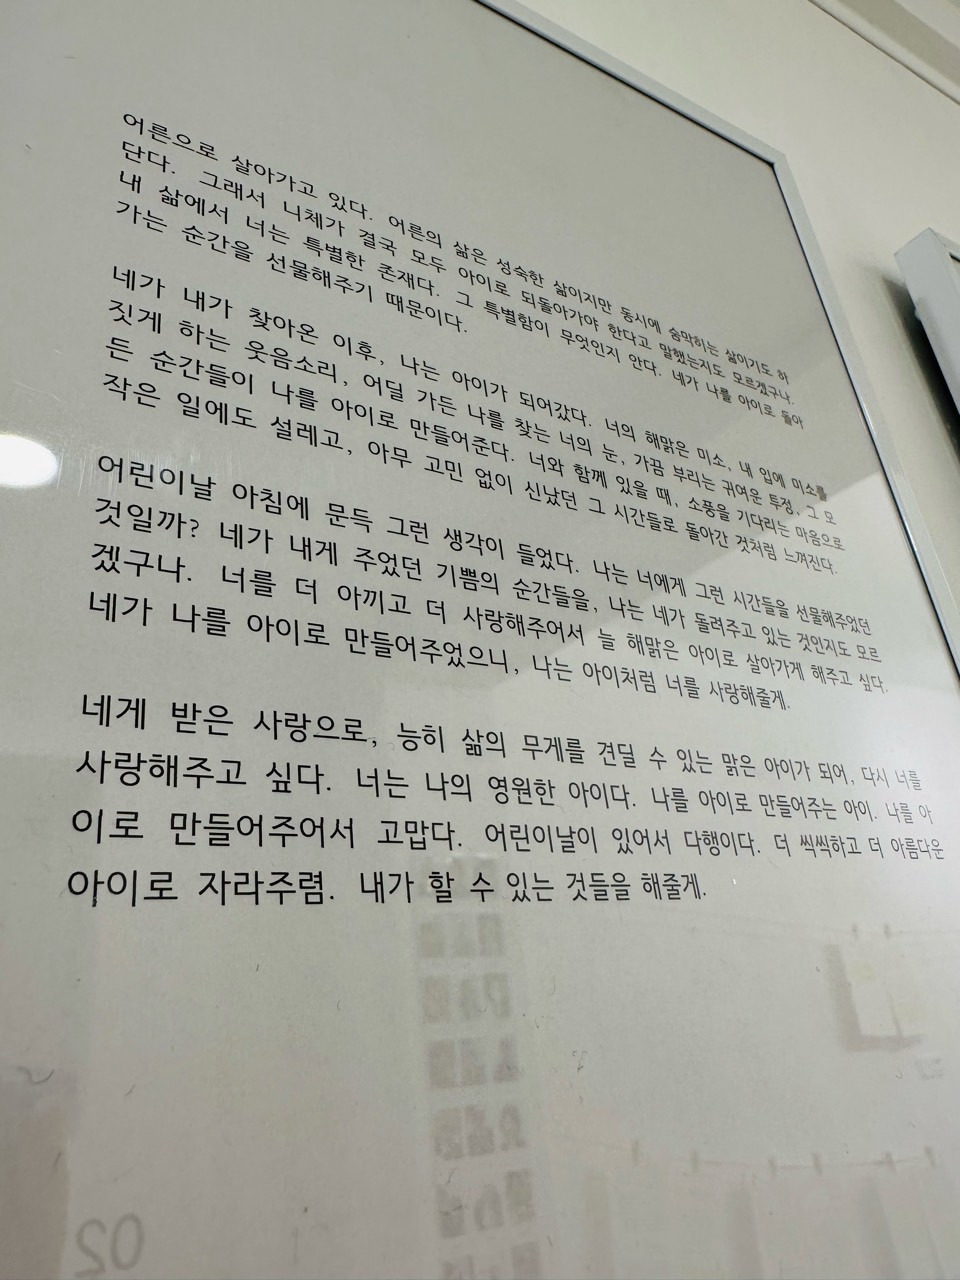 어른으로 살아가고 있다. 어른의 삶은 성숙한 삶이지만 동시에 숨막히는 삶이기도 하
단다. 그래서 니체가 결국 모두 아이로 되돌아가야 한다고 말했는지도 모르겠구나.
내 삶에서 너는 특별한 존재다. 그 특별함이 무엇인지 안다. 네가 나를 아이로 돌아
가는 순간을 선물해주기 때문이다.
네가 내가 찾아온 이후, 나는 아이가 되어갔다. 너의 해맑은 미소, 내 입에 미소를
짓게 하는 웃음소리, 어딜 가든 나를 찾는 너의 눈, 가끔 부리는 귀여운 투정, 그 모
든 순간들이 나를 아이로 만들어준다. 너와 함께 있을 때, 소풍을 기다리는 마음으로
작은 일에도 설레고, 아무 고민 없이 신났던 그 시간들로 돌아간 것처럼 느껴진다.
어린이날 아침에 문득 그런 생각이 들었다. 나는 너에게 그런 시간들을 선물해주었던
것일까? 네가 내게 주었던 기쁨의 순간들을, 나는 네가 돌려주고 있는 것인지도 모르
겠구나. 너를 더 아끼고 더 사랑해주어서 늘 해맑은 아이로 살아가게 해주고 싶다.
네가 나를 아이로 만들어주었으니, 나는 아이처럼 너를 사랑해줄게.
네게 받은 사랑으로, 능히 삶의 무게를 견딜 수 있는 맑은 아이가 되어, 다시 너를
사랑해주고 싶다. 너는 나의 영원한 아이다. 나를 아이로 만들어주는 아이. 나를 아
이로 만들어주어서 고맙다. 어린이날이 있어서 다행이다. 더 씩씩하고 더 아름다운
아이로 자라주렴. 내가 할 수 있는 것들을 해줄게.
02